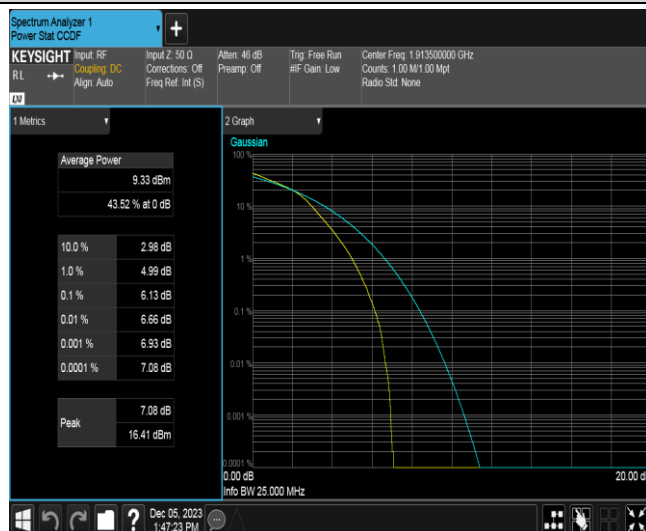 Spectrum Analyzer 1
Power Stat CCDF
KEYSIGHT
RL
LXI
Input: RF
Coupling: DC
Align: Auto
Input Z: 50 Ω
Corrections: Off
Freq Ref: Int (S)
Atten: 46 dB
Preamp: Off
Trig: Free Run
#IF Gain: Low
Center Freq: 1.913500000 GHz
Counts: 1.00 M/1.00 Mpt
Radio Std: None
1 Metrics
Average Power
9.33 dBm
43.52 % at 0 dB
10.0 % 2.98 dB
1.0 % 4.99 dB
0.1 % 6.13 dB
0.01 % 6.66 dB
0.001 % 6.93 dB
0.0001 % 7.08 dB
Peak
7.08 dB
16.41 dBm
2 Graph
Gaussian
100 %
10 %
1 %
0.1 %
0.01 %
0.001 %
0.0001 %
0.00 dB
20.00 d
Info BW 25.000 MHz
?
Dec 05, 2023
1:47:23 PM